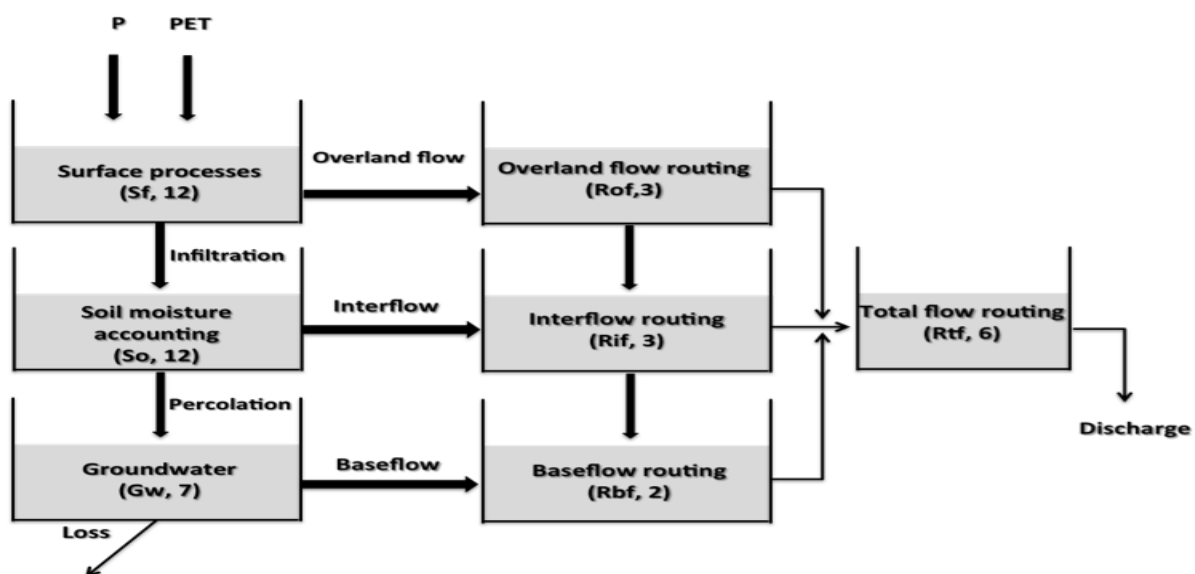 P PET
Surface processes
(Sf, 12)
Overland flow
Overland flow routing
(Rof,3)
Infiltration
Soil moisture
accounting
(So, 12)
Interflow
Interflow routing
(Rif, 3)
Total flow routing
(Rtf, 6)
Percolation
Groundwater
(Gw, 7)
Baseflow
Baseflow routing
(Rbf, 2)
Discharge
Loss